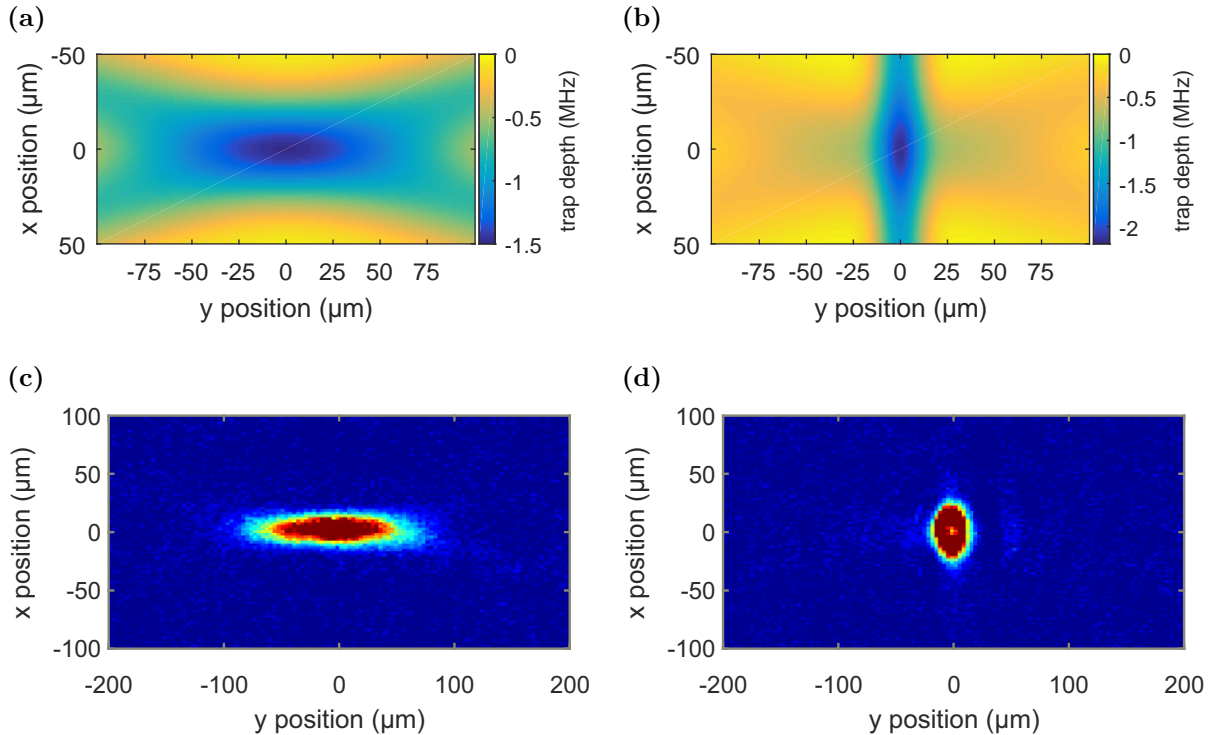 (a)
-50
0
50
x position (µm)
-75 -50 -25 0 25 50 75
y position (µm)
0
-0.5
-1
-1.5
trap depth (MHz)
(b)
-50
0
50
x position (µm)
-75 -50 -25 0 25 50 75
y position (µm)
0
-0.5
-1
-1.5
-2
trap depth (MHz)
(c)
100
50
0
-50
-100
x position (µm)
-200 -100 0 100 200
y position (µm)
(d)
100
50
0
-50
-100
x position (µm)
-200 -100 0 100 200
y position (µm)